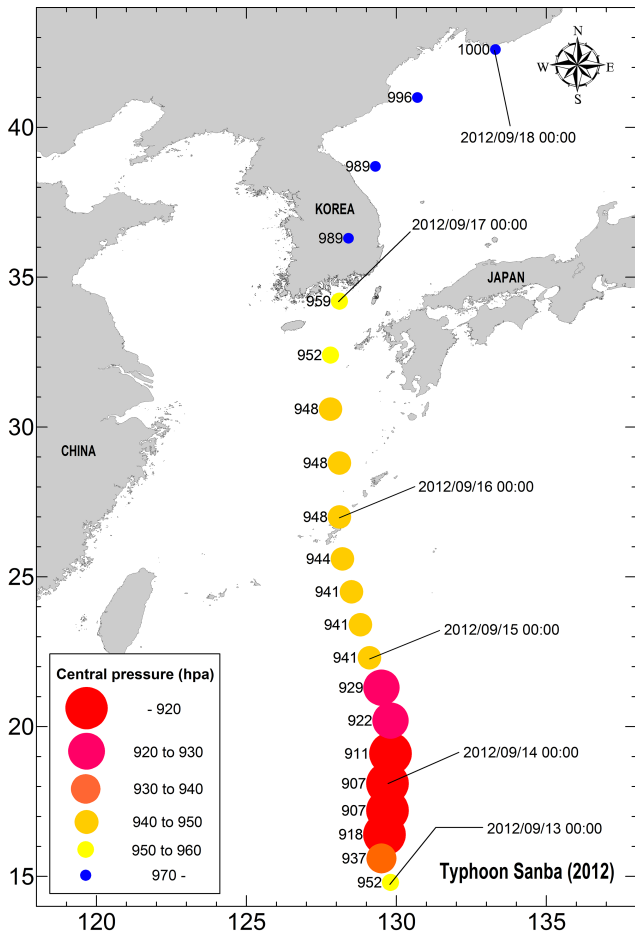 1000
N
W E
S
996
40
2012/09/18 00:00
989
KOREA
2012/09/17 00:00
989
35
JAPAN
959
952
948
30
CHINA
948
2012/09/16 00:00
948
944
25
941
941
2012/09/15 00:00
941
Central pressure (hpa)
- 920
920 to 930
930 to 940
940 to 950
950 to 960
970 -
929
922
20
911
2012/09/14 00:00
907
907
918
2012/09/13 00:00
937
952
Typhoon Sanba (2012)
15
120 125 130 135